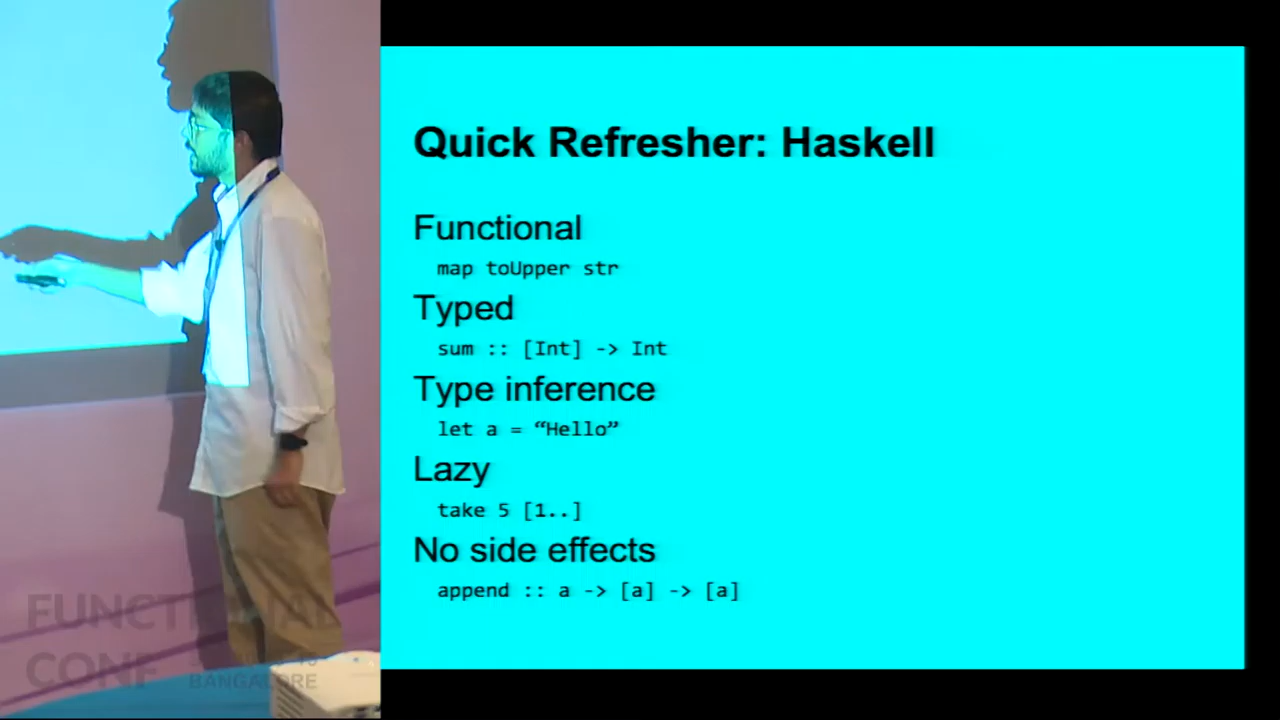 Quick Refresher: Haskell
Functional
map toUpper str
Typed
sum :: [Int] -> Int
Type inference
let a = “Hello”
Lazy
take 5 [1..]
No side effects
append :: a -> [a] -> [a]
FUNCTIONAL
CONF
BANGALORE